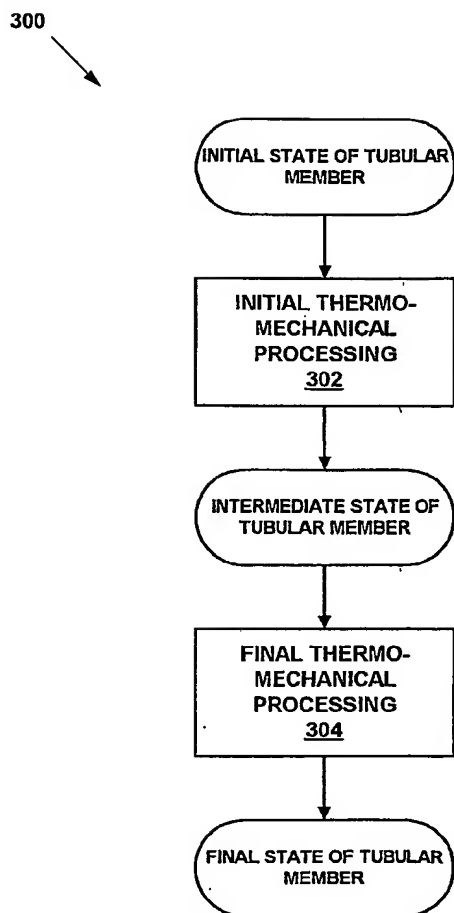 300
INITIAL STATE OF TUBULAR
MEMBER
INITIAL THERMO-
MECHANICAL
PROCESSING
302
INTERMEDIATE STATE OF
TUBULAR MEMBER
FINAL THERMO-
MECHANICAL
PROCESSING
304
FINAL STATE OF TUBULAR
MEMBER